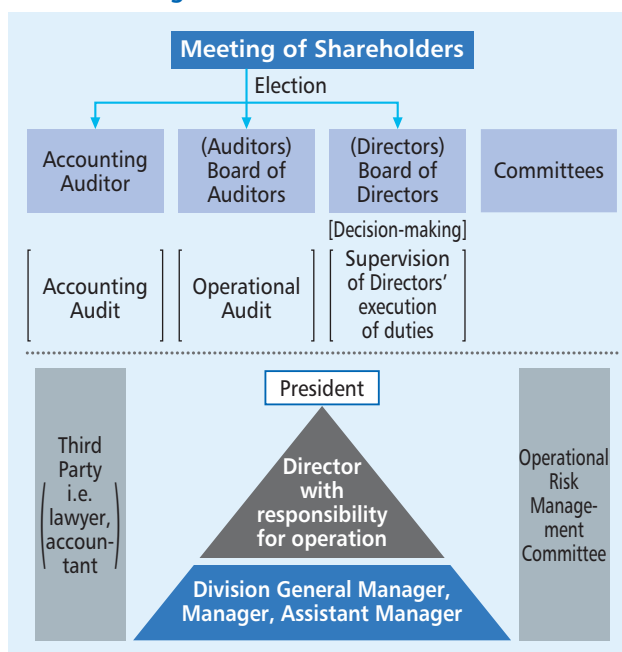 Meeting of Shareholders
Election
Accounting
Auditor
(Auditors)
Board of
Auditors
(Directors)
Board of
Directors
Committees
[Decision-making]
Accounting
Audit
Operational
Audit
Supervision
of Directors’
execution
of duties
President
Third
Party
i.e.
lawyer,
accoun-
tant
Director
with
responsibility
for operation
Operational
Risk
Manage-
ment
Committee
Division General Manager,
Manager, Assistant Manager